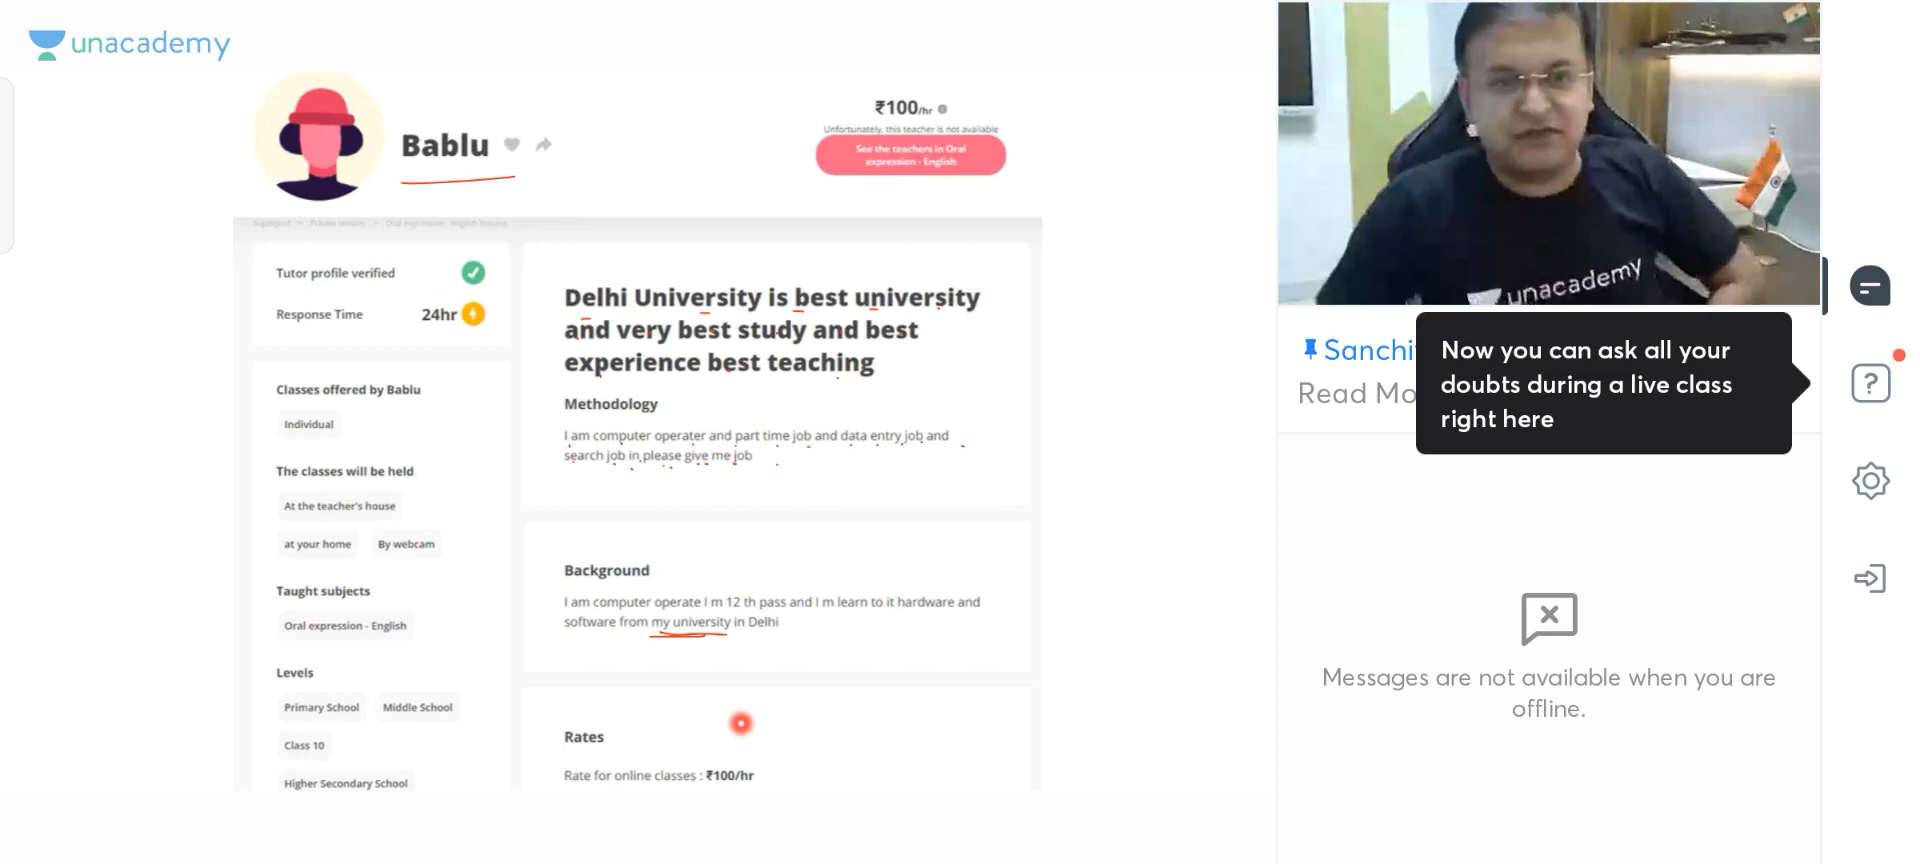 unacademy
Bablu
₹100/hr
Unfortunately, this teacher is not available
See the teachers in Oral
expression - English
Superprof > Private lessons > Oral expression - english lessons
Tutor profile verified
Response Time 24hr
Classes offered by Bablu
Individual
The classes will be held
At the teacher's house
at your home By webcam
Taught subjects
Oral expression - English
Levels
Primary School Middle School
Class 10
Higher Secondary School
Delhi University is best university
and very best study and best
experience best teaching
Methodology
I am computer operater and part time job and data entry job and
search job in please give me job
Background
I am computer operate I m 12 th pass and I m learn to it hardware and
software from my university in Delhi
Rates
Rate for online classes : ₹100/hr
unacademy
Sanchi
Read Mo
Now you can ask all your
doubts during a live class
right here
Messages are not available when you are
offline.